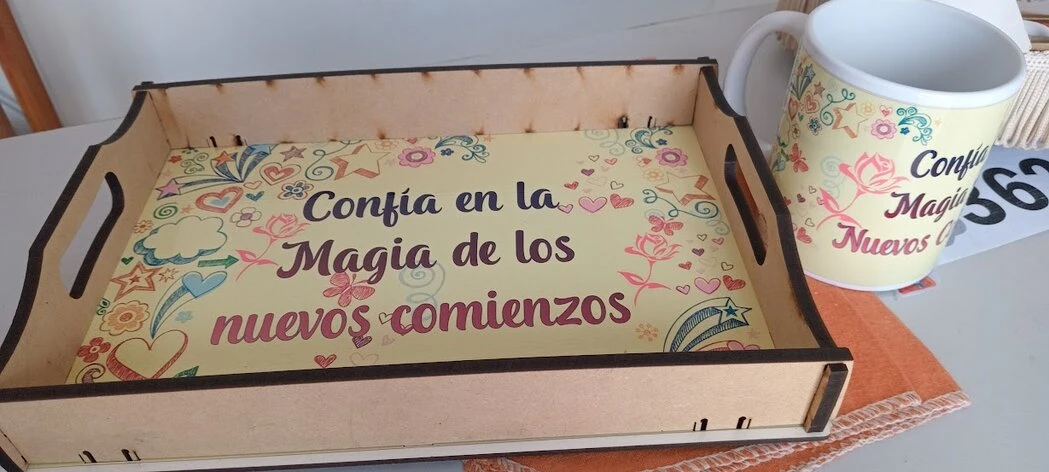 Confía en la
Magia de los
nuevos comienzos
Confía
Magia
Nuevos